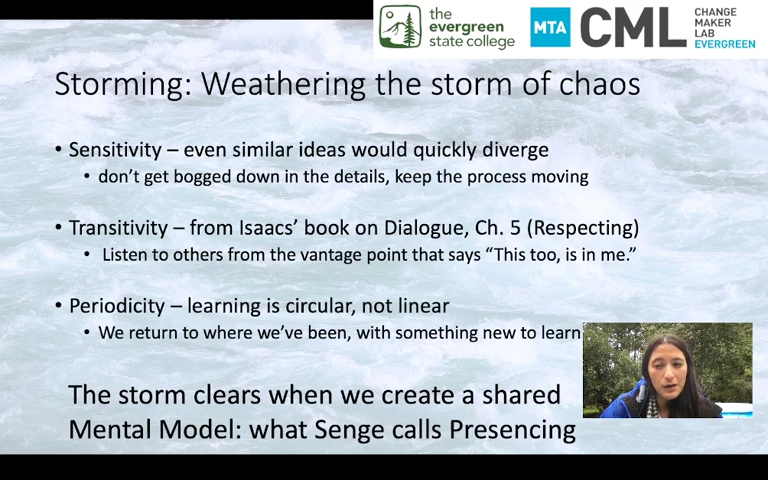 the
evergreen
state college
MTA
CML
CHANGE
MAKER
LAB
EVERGREEN
Storming: Weathering the storm of chaos
• Sensitivity – even similar ideas would quickly diverge
• don’t get bogged down in the details, keep the process moving
• Transitivity – from Isaacs’ book on Dialogue, Ch. 5 (Respecting)
• Listen to others from the vantage point that says “This too, is in me.”
• Periodicity – learning is circular, not linear
• We return to where we’ve been, with something new to learn
The storm clears when we create a shared
Mental Model: what Senge calls Presencing